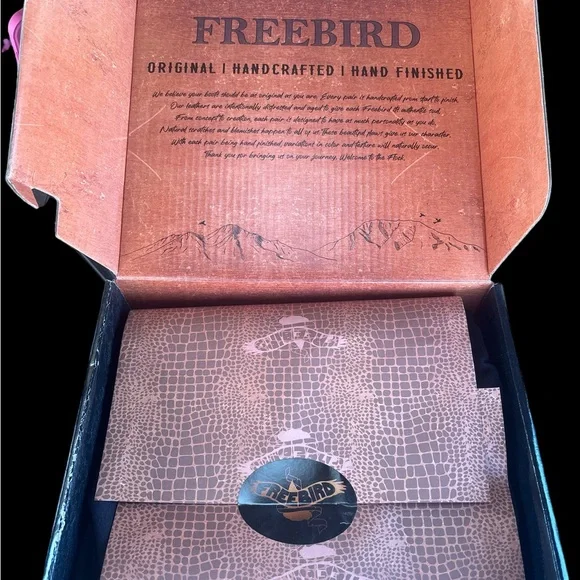 FREEBIRD
ORIGINAL | HANDCRAFTED | HAND FINISHED
We believe your boots should be as original as you are. Every pair is handcrafted from start to finish.
Our leathers are intentionally distressed and aged to give each Freebird its authentic soul.
From concept to creation, each pair is designed to have as much personality as you do.
Natural scratches and blemishes happen to all of us. These beautiful flaws give us our character.
With each pair being hand finished, variations in color and texture will naturally occur.
Thank you for bringing us on your journey. Welcome to the Flock.
FREEBIRD